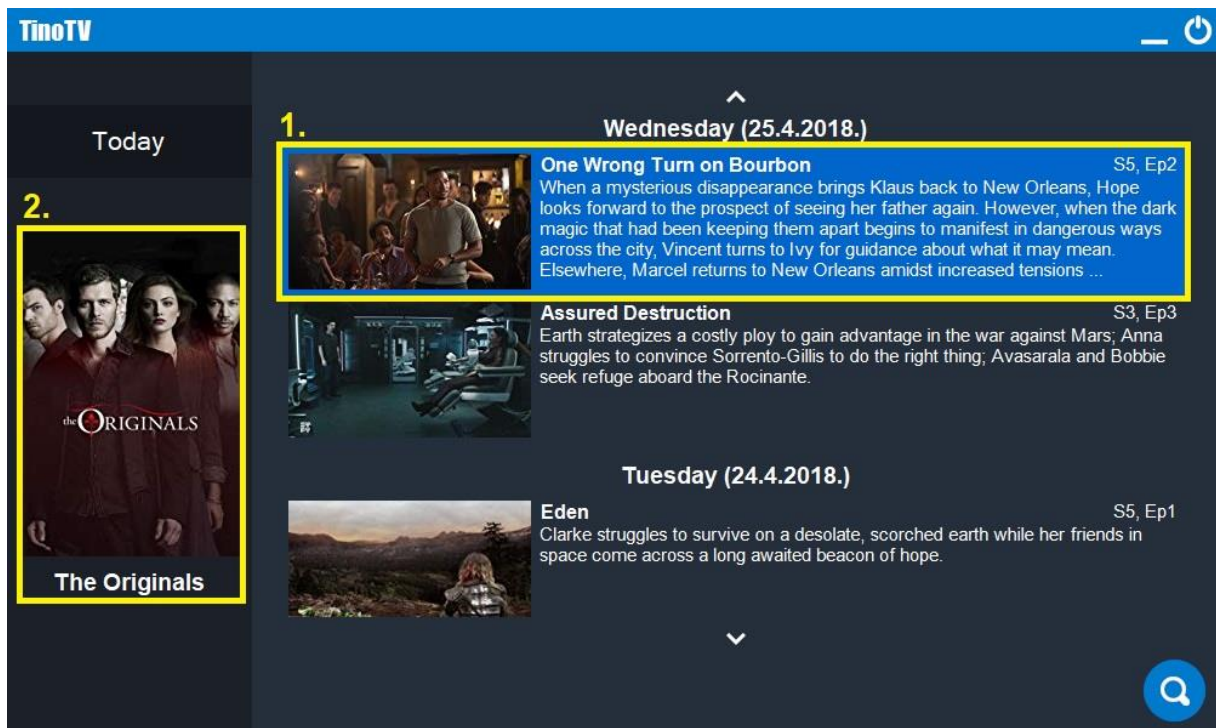 TinoTV
Today
1.
Wednesday (25.4.2018.)
One Wrong Turn on Bourbon S5, Ep2
When a mysterious disappearance brings Klaus back to New Orleans, Hope
looks forward to the prospect of seeing her father again. However, when the dark
magic that had been keeping them apart begins to manifest in dangerous ways
across the city, Vincent turns to Ivy for guidance about what it may mean.
Elsewhere, Marcel returns to New Orleans amidst increased tensions ...
2.
the ORIGINALS
The Originals
Assured Destruction S3, Ep3
Earth strategizes a costly ploy to gain advantage in the war against Mars; Anna
struggles to convince Sorrento-Gillis to do the right thing; Avasarala and Bobbie
seek refuge aboard the Rocinante.
Tuesday (24.4.2018.)
Eden S5, Ep1
Clarke struggles to survive on a desolate, scorched earth while her friends in
space come across a long awaited beacon of hope.